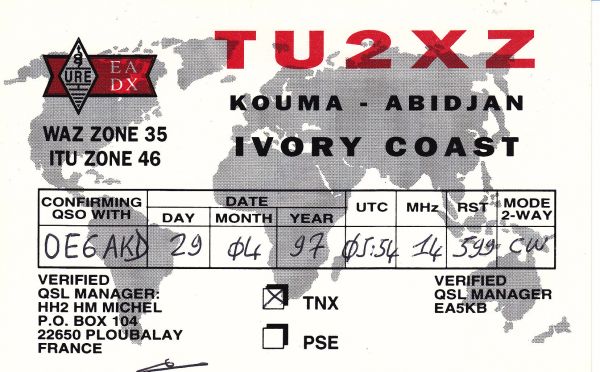 TU2XZ
URE
EA
DX
KOUMA - ABIDJAN
WAZ ZONE 35
ITU ZONE 46
IVORY COAST
CONFIRMING QSO WITH DATE UTC MHz RST MODE 2-WAY
DAY MONTH YEAR
OE6AKD 29 Ø4 97 Ø5:54 14 599 CW
VERIFIED
QSL MANAGER:
HH2 HM MICHEL
P.O. BOX 104
22650 PLOUBALAY
FRANCE
TNX
PSE
VERIFIED
QSL MANAGER
EA5KB